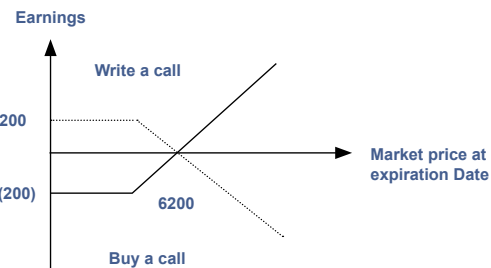 Earnings
Write a call
200
Market price at
expiration Date
(200)
6200
Buy a call